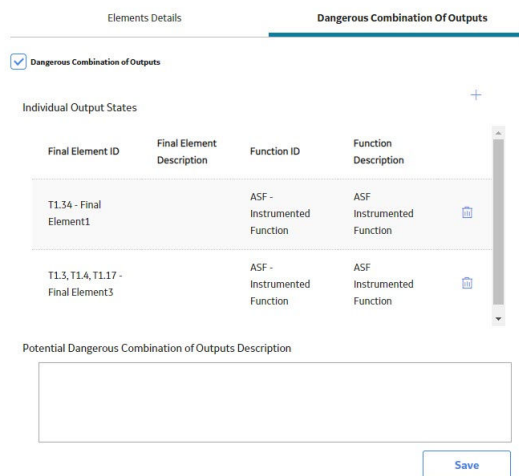 Elements Details
Dangerous Combination Of Outputs
Dangerous Combination of Outputs
Individual Output States
Final Element ID
Final Element
Description
Function ID
Function
Description
T1.34 - Final
Element1
ASF -
Instrumented
Function
ASF
Instrumented
Function
T1.3, T1.4, T1.17 -
Final Element3
ASF -
Instrumented
Function
ASF
Instrumented
Function
Potential Dangerous Combination of Outputs Description
Save